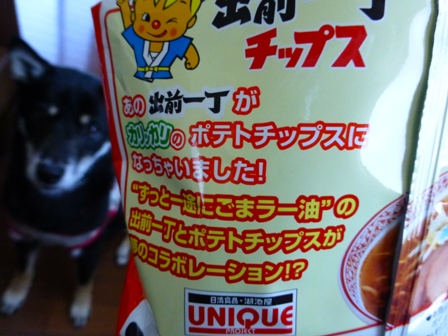 出前一丁
チップス
あの出前一丁が
カリッカリのポテトチップスに
なっちゃいました!
"ずっと一途にごまラー油"の
出前一丁とポテトチップスが
夢のコラボレーション!?
日清食品・湖池屋
UNIQUE
PROJECT